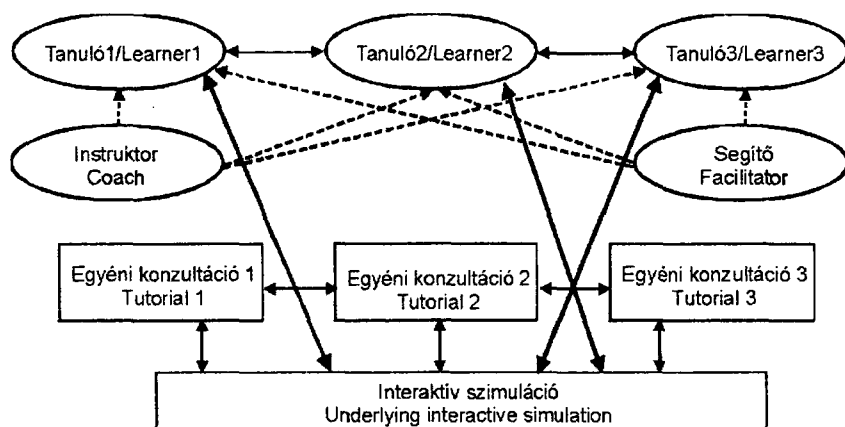 Tanuló1/Learner1
Tanuló2/Learner2
Tanuló3/Learner3
Instruktor
Coach
Segítő
Facilitator
Egyéni konzultáció 1
Tutorial 1
Egyéni konzultáció 2
Tutorial 2
Egyéni konzultáció 3
Tutorial 3
Interaktív szimuláció
Underlying interactive simulation